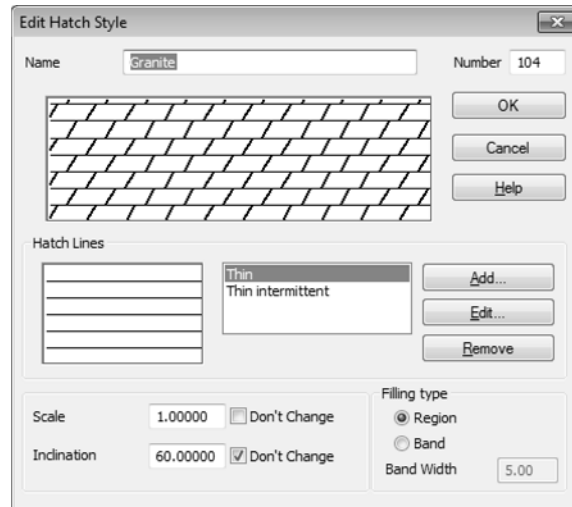 Edit Hatch Style
Name Granite Number 104
OK
Cancel
Help
Hatch Lines
Thin
Thin intermittent
Add...
Edit...
Remove
Scale 1.00000 Don't Change
Inclination 60.00000 Don't Change
Filling type
Region
Band
Band Width 5.00